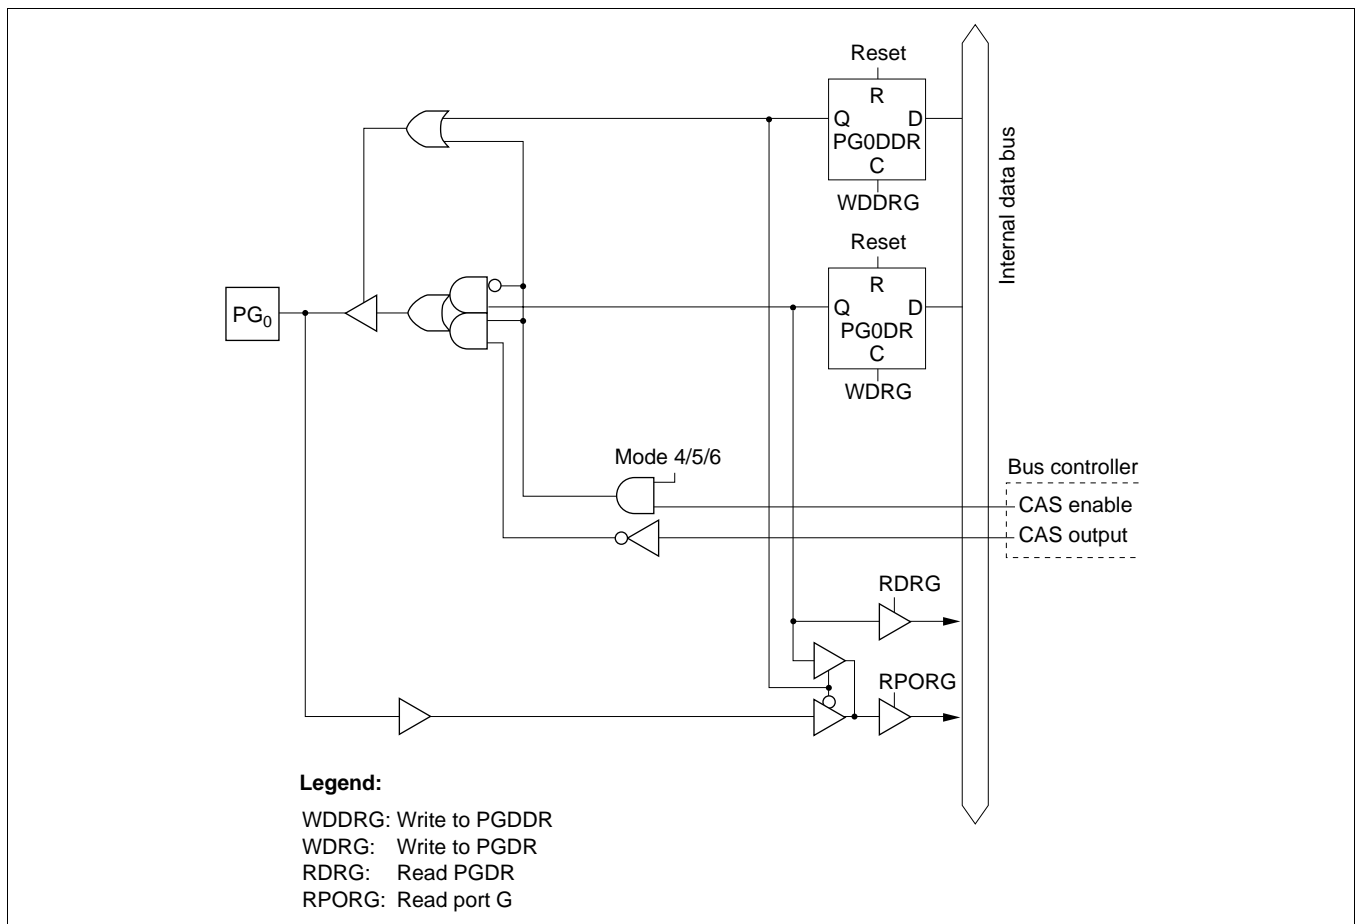 Reset
R
Q D
PG0DDR
C
WDDRG
Internal data bus
Reset
R
Q D
PG0DR
C
WDRG
PG0
Mode 4/5/6
Bus controller
CAS enable
CAS output
RDRG
RPORG
Legend:
WDDRG: Write to PGDDR
WDRG: Write to PGDR
RDRG: Read PGDR
RPORG: Read port G